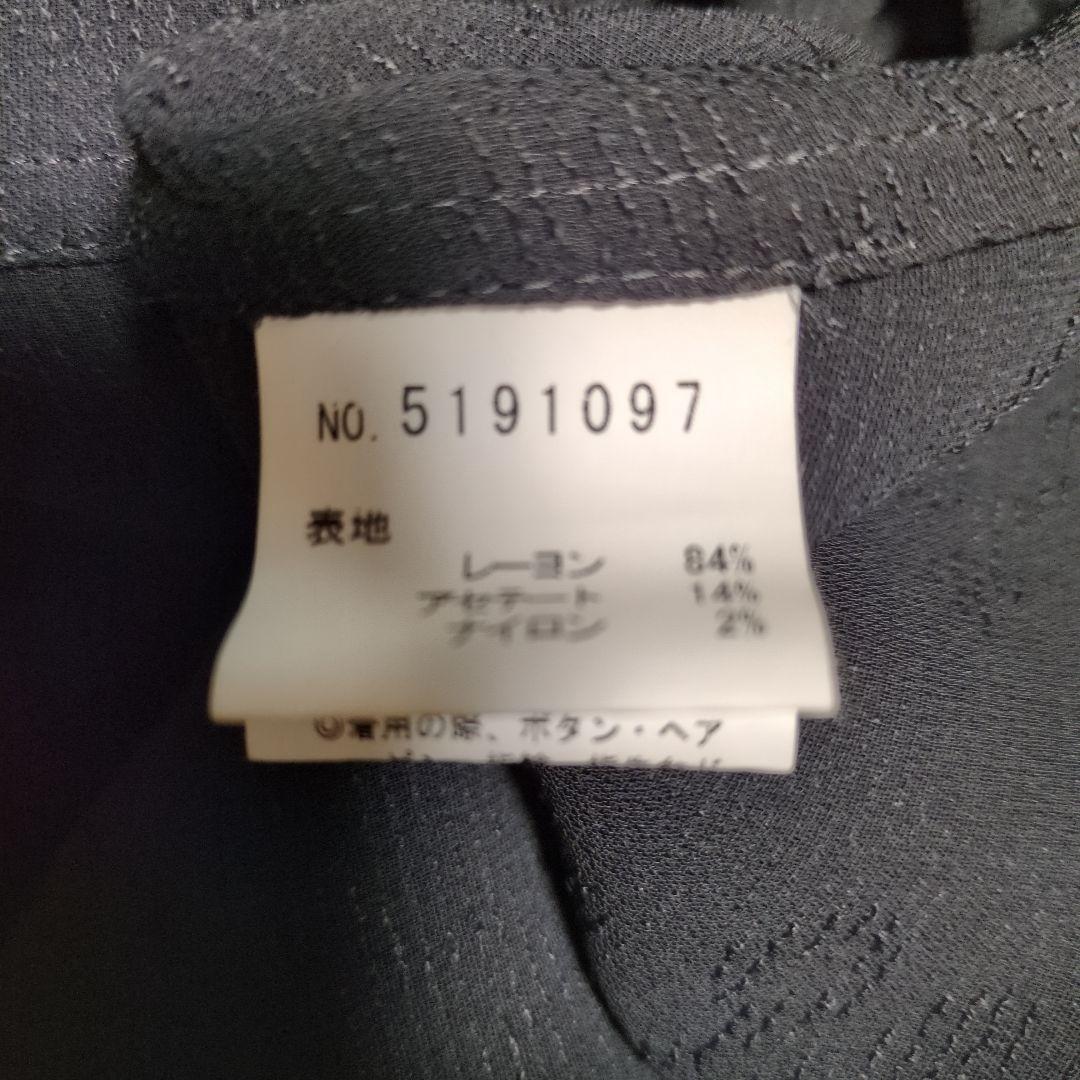 NO. 5191097
表地
レーヨン 84%
アセテート 14%
ナイロン 2%
◎着用の際、ボタン・ヘア